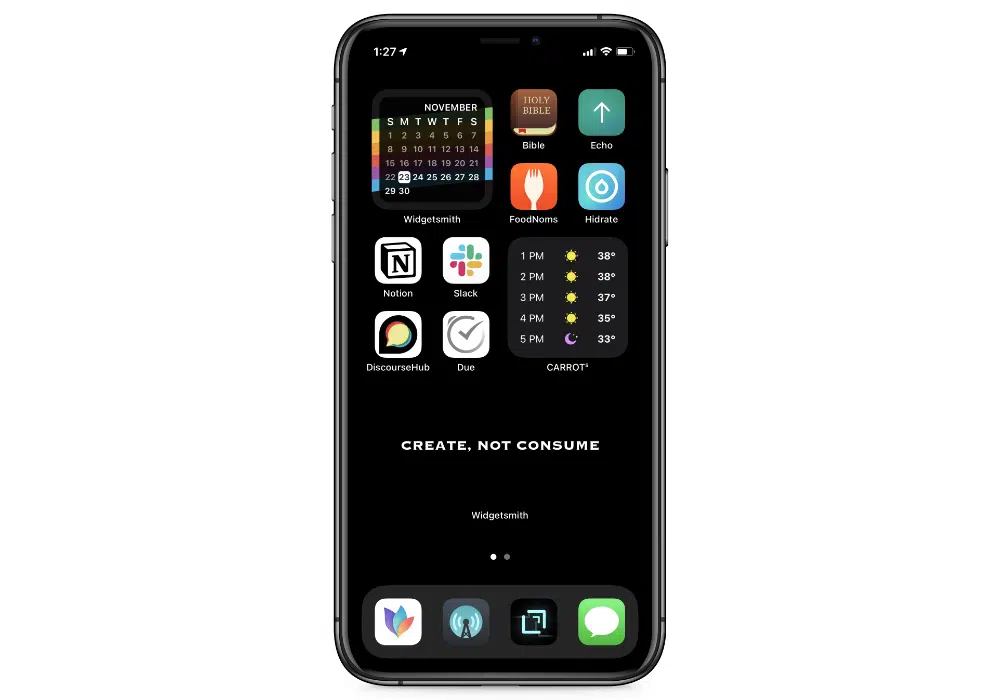 1:27
NOVEMBER
S M T W T F S
1 2 3 4 5 6 7
8 9 10 11 12 13 14
15 16 17 18 19 20 21
22 23 24 25 26 27 28
29 30
Widgetsmith
HOLY
BIBLE
Bible
Echo
FoodNoms
Hidrate
N
Notion
Slack
DiscourseHub
Due
1 PM 38°
2 PM 38°
3 PM 37°
4 PM 35°
5 PM 33°
CARROT⁵
CREATE, NOT CONSUME
Widgetsmith